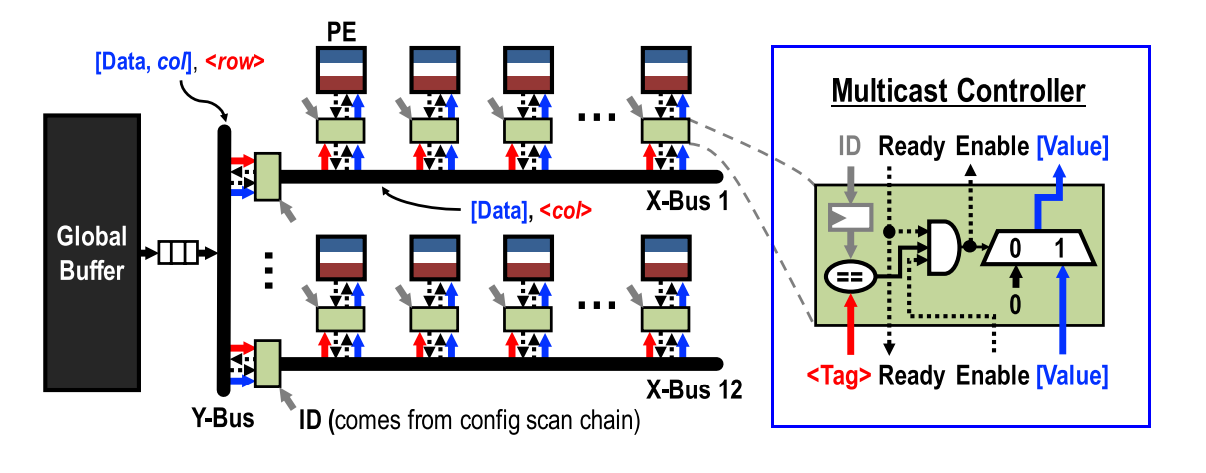 PE
[Data, col], <row>
Global
Buffer
X-Bus 1
[Data], <col>
...
...
...
X-Bus 12
Y-Bus
ID (comes from config scan chain)
Multicast Controller
ID Ready Enable [Value]
==
0 1
0
<Tag> Ready Enable [Value]